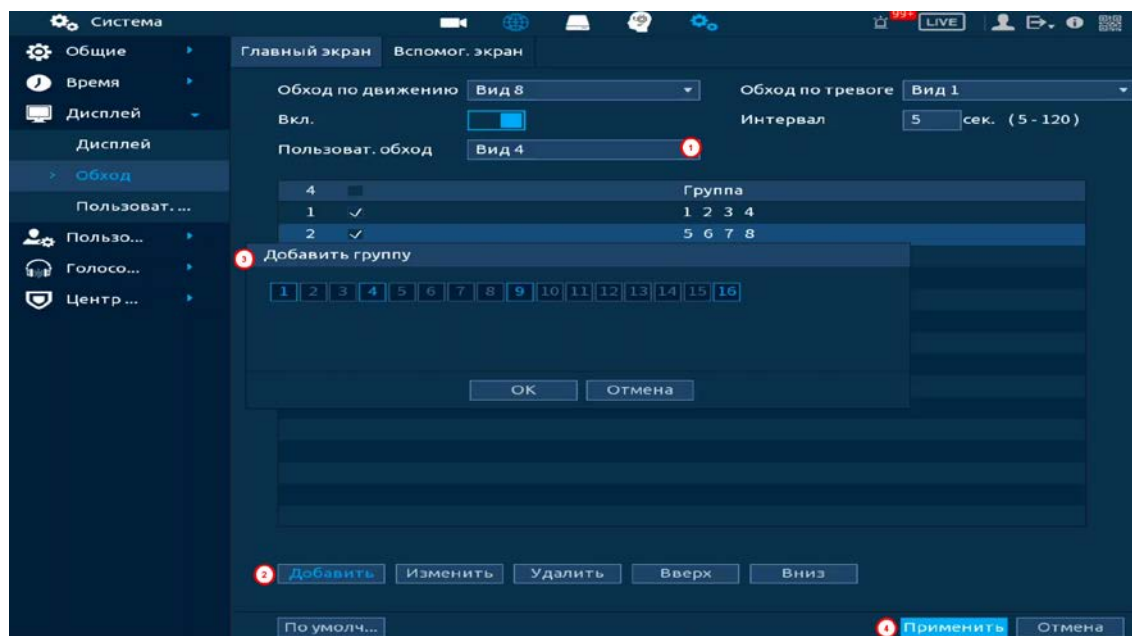 Система 99+ LIVE
Общие
Время
Дисплей
Дисплей
> Обход
Пользоват. ...
Пользо...
Голосо...
Центр ...
Главный экран Вспомог. экран
Обход по движению Вид 8 Обход по тревоге Вид 1
Вкл. Интервал 5 сек. (5-120)
Пользоват. обход Вид 4 1
4 Группа
1 1 2 3 4
2 5 6 7 8
3 Добавить группу
1 2 3 4 5 6 7 8 9 10 11 12 13 14 15 16
OK Отмена
2 Добавить Изменить Удалить Вверх Вниз
По умолч... 4 Применить Отмена